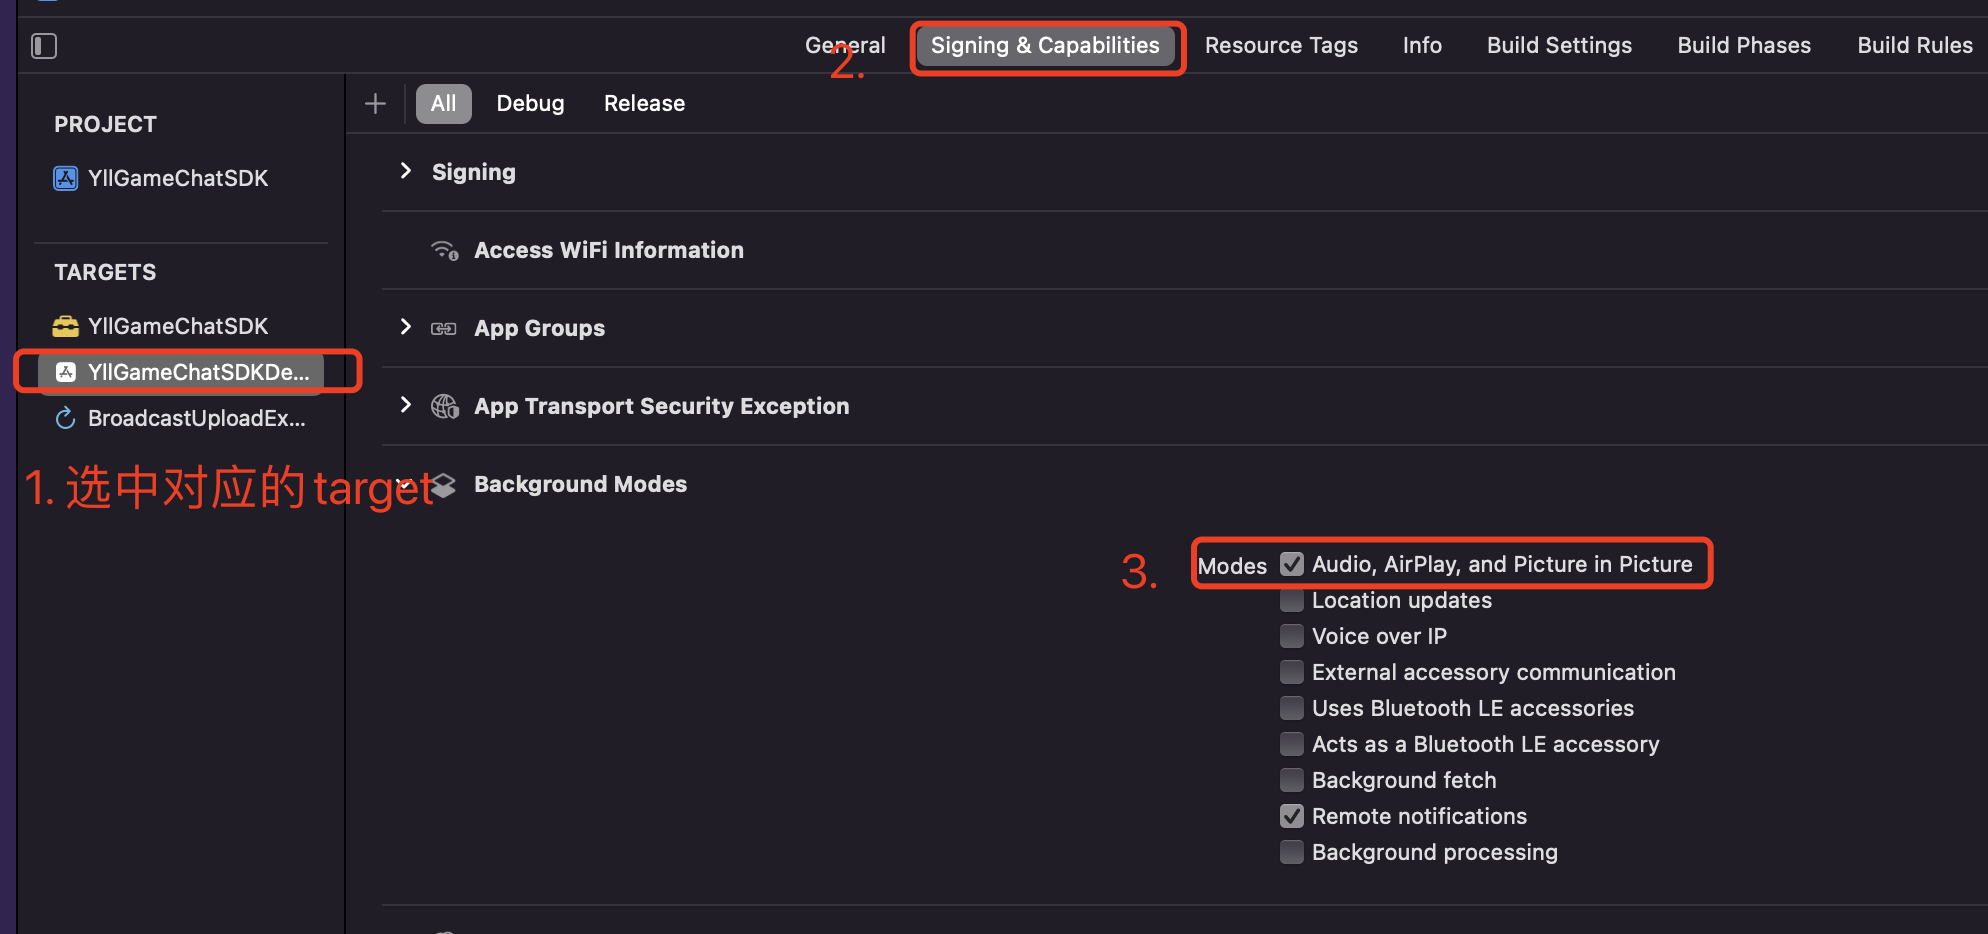 General
Signing & Capabilities
Resource Tags
Info
Build Settings
Build Phases
Build Rules
2.
All
Debug
Release
PROJECT
YllGameChatSDK
TARGETS
YllGameChatSDK
YllGameChatSDKDe...
BroadcastUploadEx...
1. 选中对应的target
Signing
Access WiFi Information
App Groups
App Transport Security Exception
Background Modes
3.
Modes
Audio, AirPlay, and Picture in Picture
Location updates
Voice over IP
External accessory communication
Uses Bluetooth LE accessories
Acts as a Bluetooth LE accessory
Background fetch
Remote notifications
Background processing